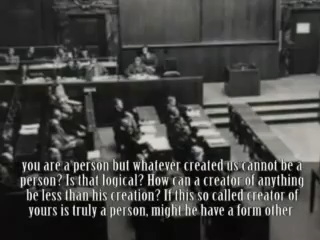 you are a person but whatever created us cannot be a
person? Is that logical? How can a creator of anything
be less than his creation? If this so called creator of
yours is truly a person, might he have a form other